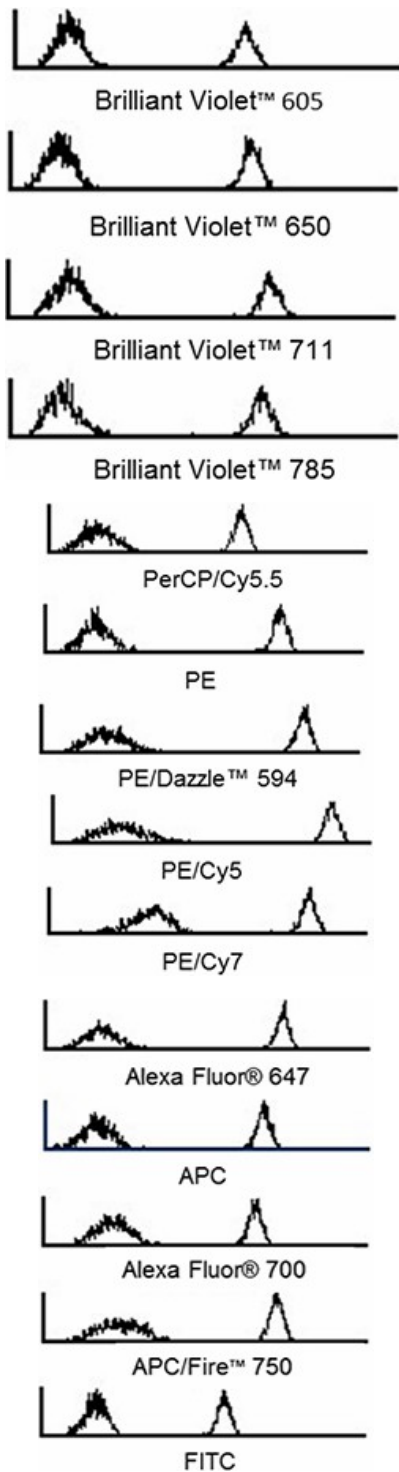 Brilliant Violet™ 605
Brilliant Violet™ 650
Brilliant Violet™ 711
Brilliant Violet™ 785
PerCP/Cy5.5
PE
PE/Dazzle™ 594
PE/Cy5
PE/Cy7
Alexa Fluor® 647
APC
Alexa Fluor® 700
APC/Fire™ 750
FITC